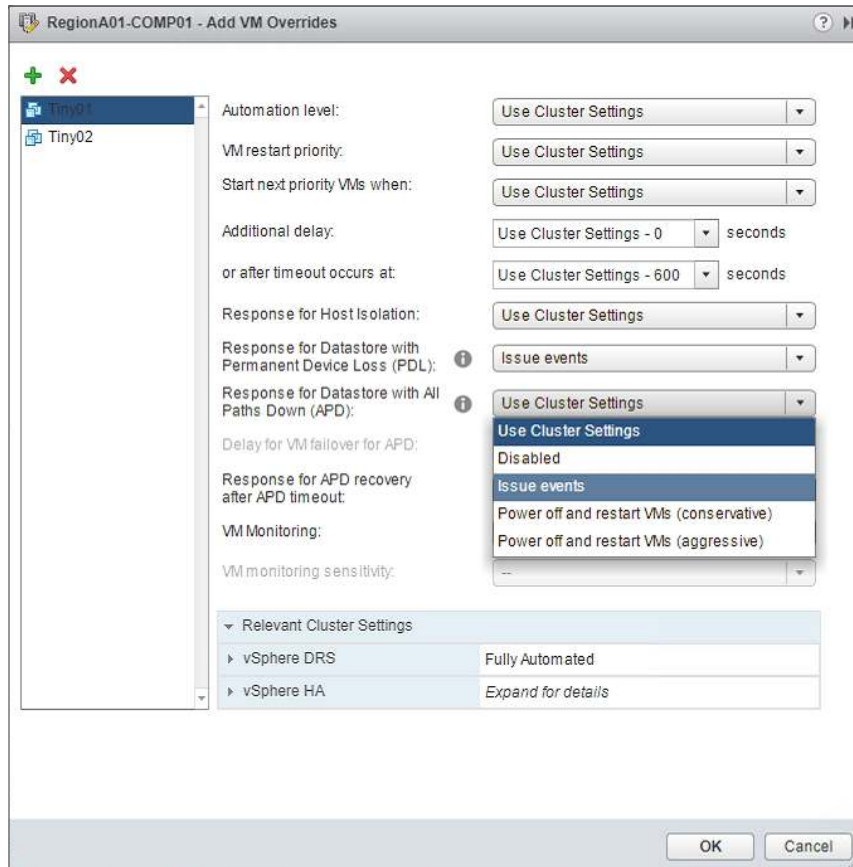 RegionA01-COMP01 - Add VM Overrides
?
Tiny01
Tiny02
Automation level:
Use Cluster Settings
VM restart priority:
Use Cluster Settings
Start next priority VMs when:
Use Cluster Settings
Additional delay:
Use Cluster Settings - 0
seconds
or after timeout occurs at:
Use Cluster Settings - 600
seconds
Response for Host Isolation:
Use Cluster Settings
Response for Datastore with
Permanent Device Loss (PDL):
Issue events
Response for Datastore with All
Paths Down (APD):
Use Cluster Settings
Use Cluster Settings
Disabled
Issue events
Power off and restart VMs (conservative)
Power off and restart VMs (aggressive)
Delay for VM failover for APD:
Response for APD recovery
after APD timeout:
VM Monitoring:
VM monitoring sensitivity:
--
Relevant Cluster Settings
vSphere DRS
Fully Automated
vSphere HA
Expand for details
OK
Cancel